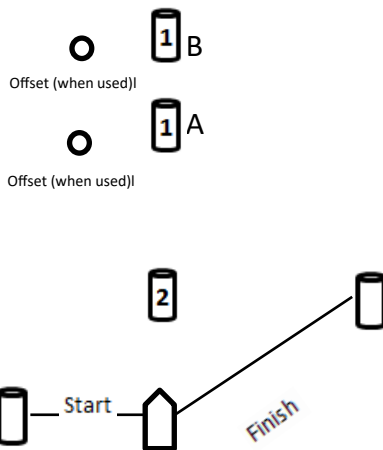 1 B
Offset (when used)l
1 A
Offset (when used)l
2
Start
Finish